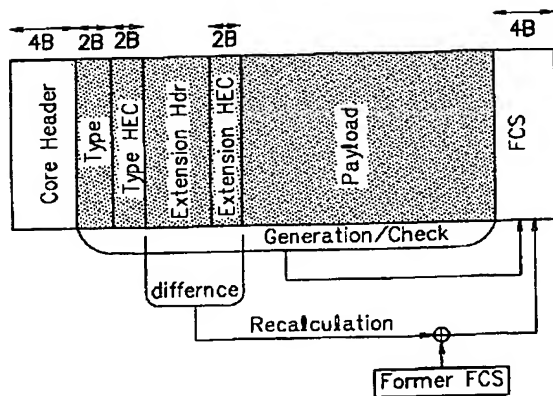 4B
2B
2B
2B
4B
Core Header
Type
Type HEC
Extension Hdr
Extension HEC
Payload
FCS
Generation/Check
differnce
Recalculation
Former FCS